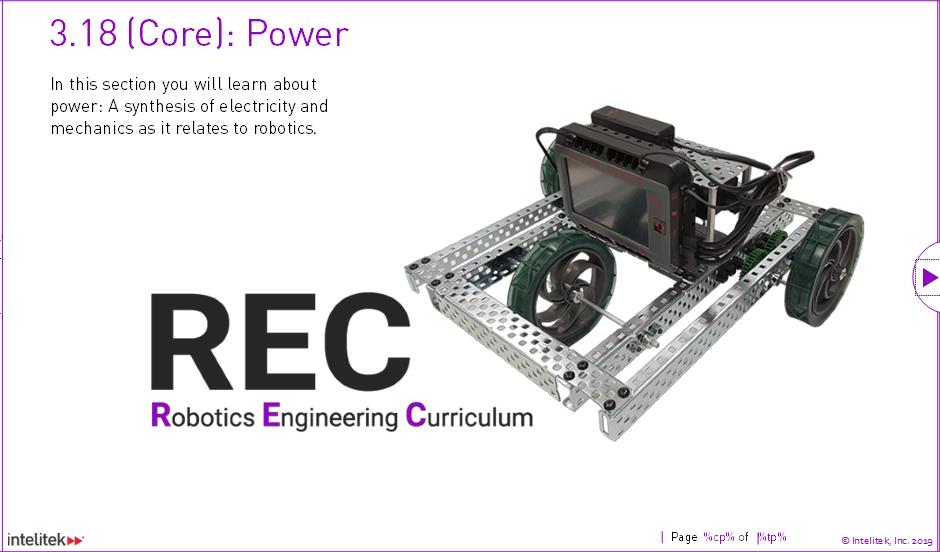 3.18 (Core): Power
In this section you will learn about
power: A synthesis of electricity and
mechanics as it relates to robotics.
REC
Robotics Engineering Curriculum
intelitek
| Page %cp% of |%tp%
© Intelitek, Inc. 2019